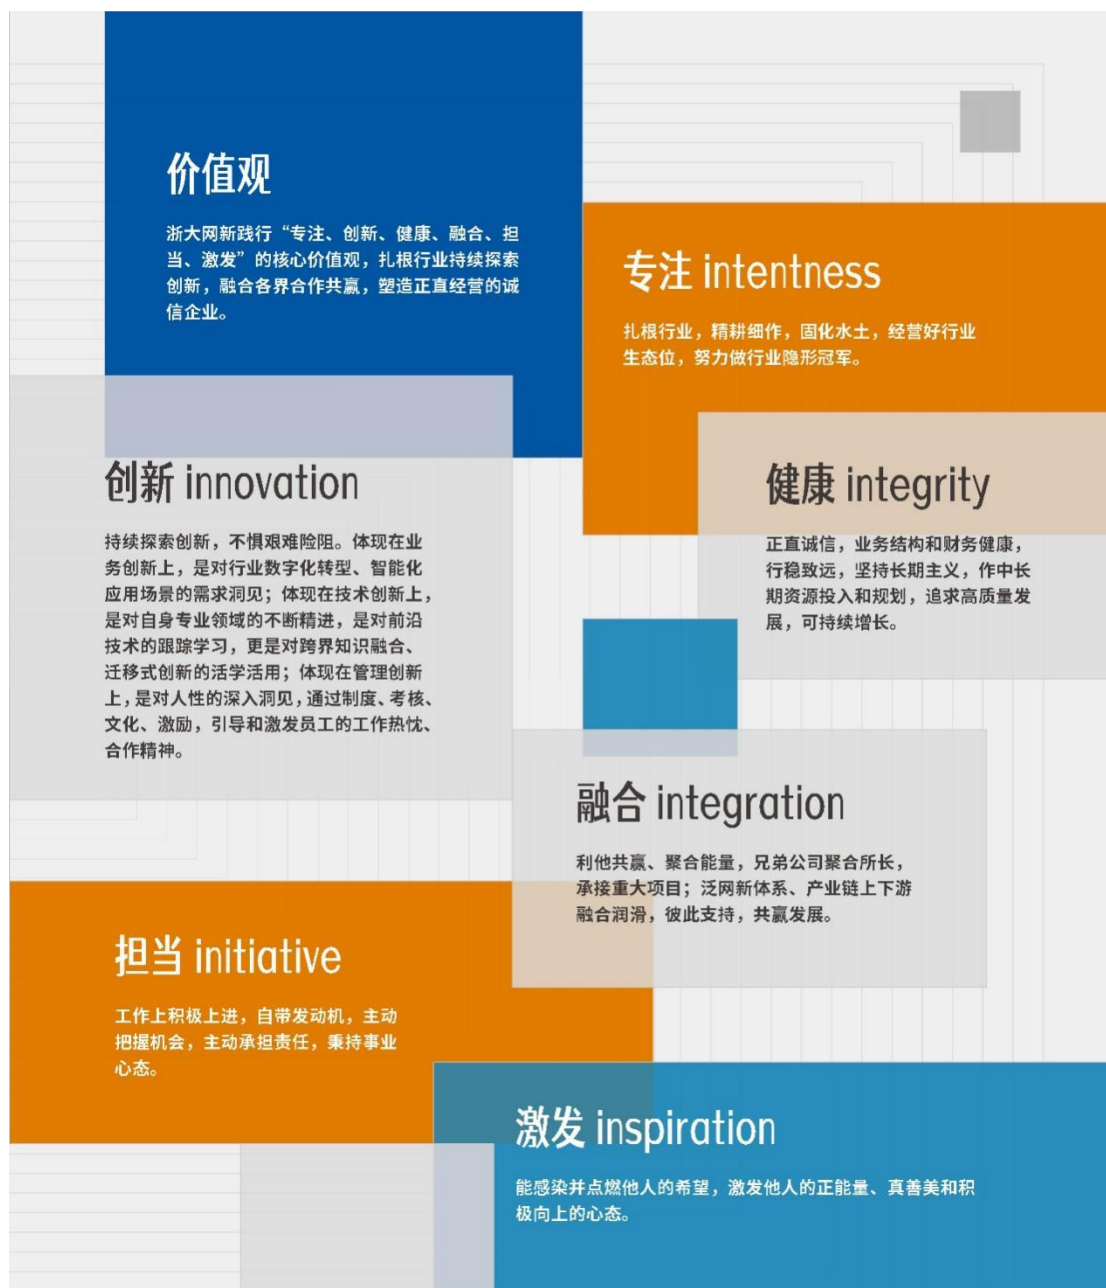 价值观
浙大网新践行“专注、创新、健康、融合、担
当、激发”的核心价值观，扎根行业持续探索
创新，融合各界合作共赢，塑造正直经营的诚
信企业。
专注 intentness
扎根行业，精耕细作，固化水土，经营好行业
生态位，努力做行业隐形冠军。
创新 innovation
持续探索创新，不惧艰难险阻。体现在业
务创新上，是对行业数字化转型、智能化
应用场景的需求洞见；体现在技术创新上，
是对自身专业领域的不断精进，是对前沿
技术的跟踪学习，更是对跨界知识融合、
迁移式创新的活学活用；体现在管理创新
上，是对人性的深入洞见，通过制度、考核、
文化、激励，引导和激发员工的工作热忱、
合作精神。
健康 integrity
正直诚信，业务结构和财务健康，
行稳致远，坚持长期主义，作中长
期资源投入和规划，追求高质量发
展，可持续增长。
融合 integration
利他共赢、聚合能量，兄弟公司聚合所长，
承接重大项目；泛网新体系、产业链上下游
融合润滑，彼此支持，共赢发展。
担当 initiative
工作上积极上进，自带发动机，主动
把握机会，主动承担责任，秉持事业
心态。
激发 inspiration
能感染并点燃他人的希望，激发他人的正能量、真善美和积
极向上的心态。